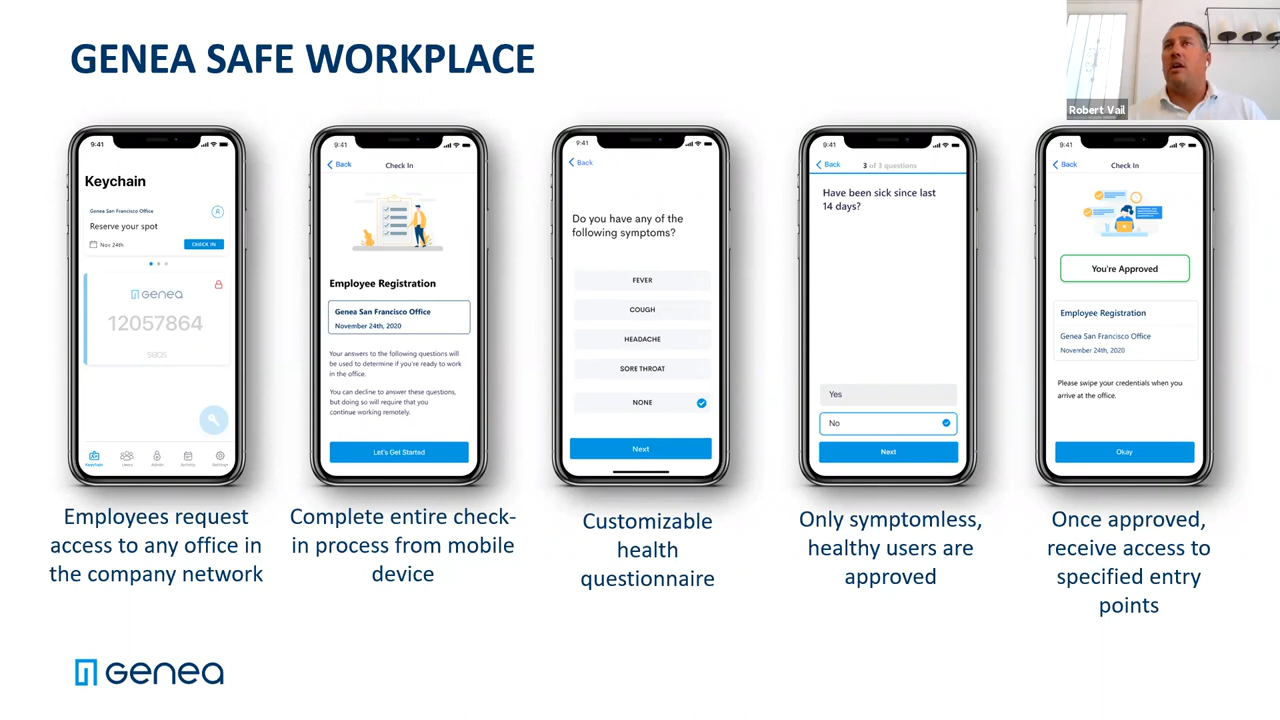 GENEA SAFE WORKPLACE
Robert Vail
9:41
Keychain
Genea San Francisco Office
Reserve your spot
Nov 24th
CHECK IN
Genea
12057864
Keychain
Users
Admin
Activity
Settings
9:41
Back
Check In
Employee Registration
Genea San Francisco Office
November 24th, 2020
Your answers to the following questions will
be used to determine if you're ready to work
in the office.
You can decline to answer these questions,
but doing so will require that you
continue working remotely.
Let's Get Started
9:41
Back
Do you have any of the
following symptoms?
FEVER
COUGH
HEADACHE
SORE THROAT
NONE
Next
9:41
Back
3 of 3 questions
Have been sick since last
14 days?
Yes
No
Next
9:41
Back
Check In
You're Approved
Employee Registration
Genea San Francisco Office
November 24th, 2020
Please swipe your credentials when you
arrive at the office.
Okay
Employees request
access to any office in
the company network
Complete entire check-
in process from mobile
device
Customizable
health
questionnaire
Only symptomless,
healthy users are
approved
Once approved,
receive access to
specified entry
points
Genea